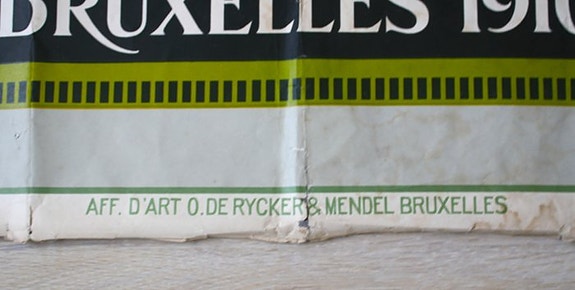 BRUXELLES 1910
AFF. D'ART O. DE RYCKER & MENDEL BRUXELLES